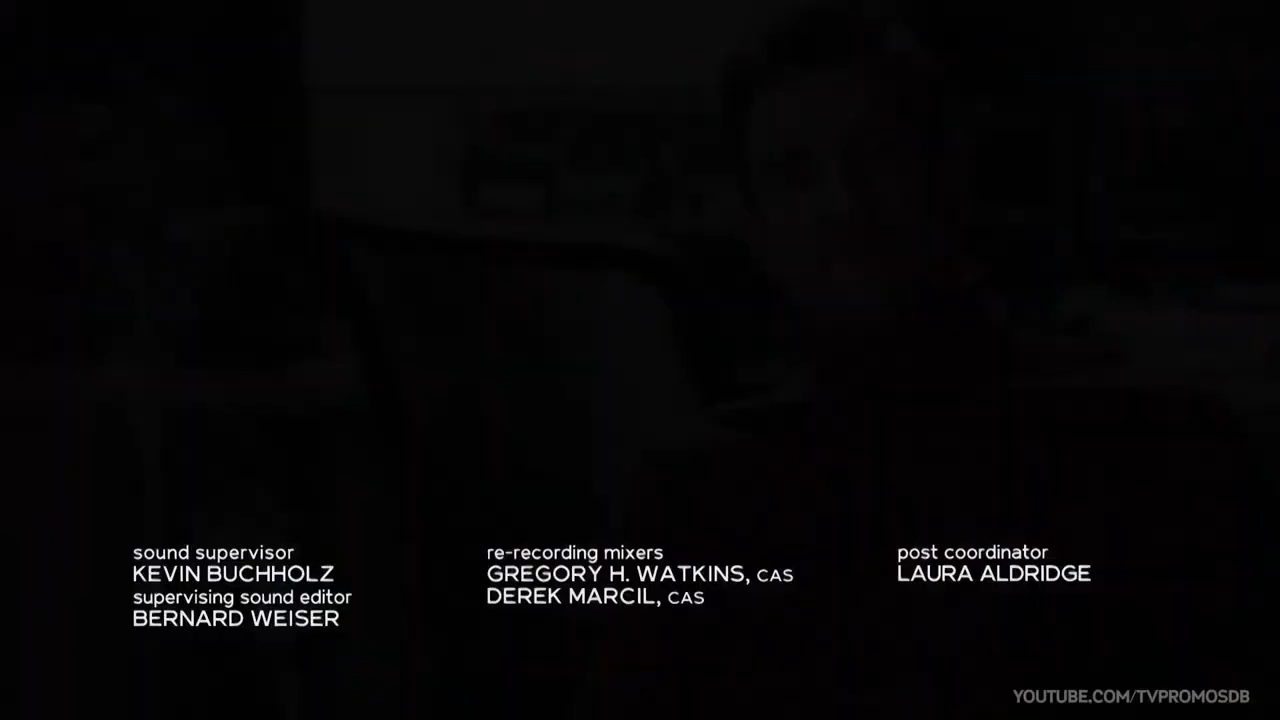 sound supervisor
KEVIN BUCHHOLZ
supervising sound editor
BERNARD WEISER
re-recording mixers
GREGORY H. WATKINS, CAS
DEREK MARCIL, CAS
post coordinator
LAURA ALDRIDGE
YOUTUBE.COM/TVPROMOSDB